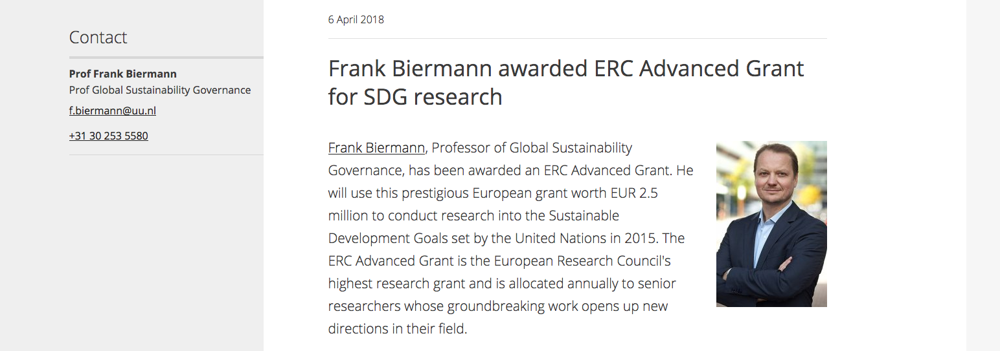 Contact
Prof Frank Biermann
Prof Global Sustainability Governance
f.biermann@uu.nl
+31 30 253 5580
6 April 2018
Frank Biermann awarded ERC Advanced Grant
for SDG research
Frank Biermann, Professor of Global Sustainability
Governance, has been awarded an ERC Advanced Grant. He
will use this prestigious European grant worth EUR 2.5
million to conduct research into the Sustainable
Development Goals set by the United Nations in 2015. The
ERC Advanced Grant is the European Research Council's
highest research grant and is allocated annually to senior
researchers whose groundbreaking work opens up new
directions in their field.